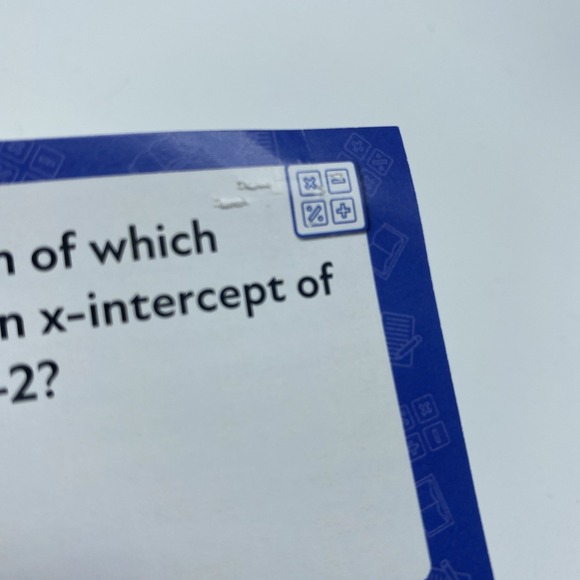 n of which
n x-intercept of
-2?